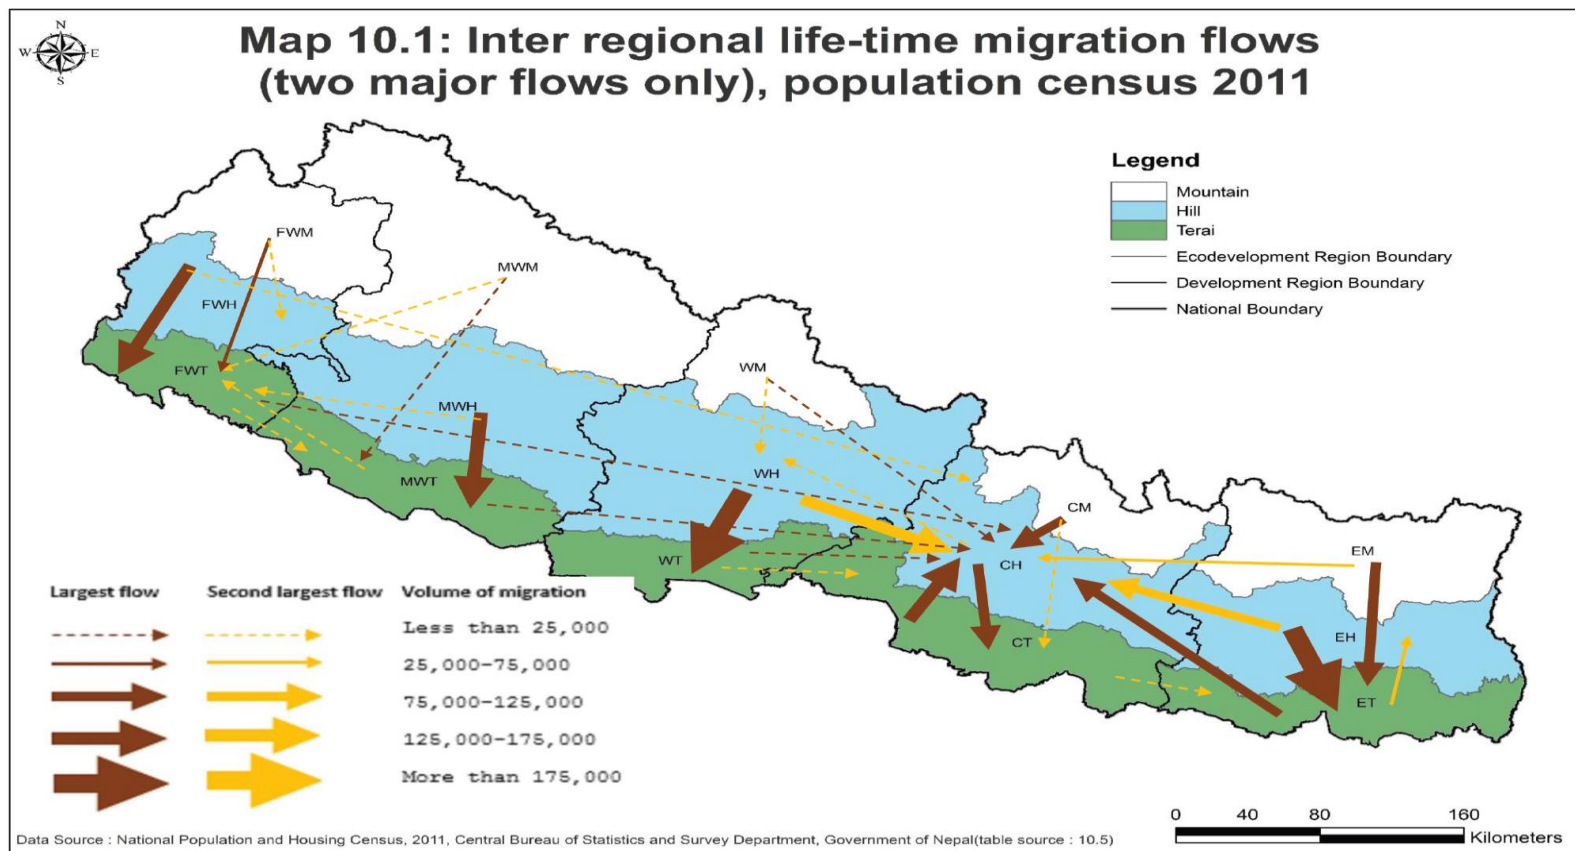 N
W E
S
Map 10.1: Inter regional life-time migration flows
(two major flows only), population census 2011
Legend
Mountain
Hill
Terai
Ecodevelopment Region Boundary
Development Region Boundary
National Boundary
FWM
MWM
FWH
FWT
WM
MWH
WH
MWT
CM
WT
CH
EM
EH
CT
ET
Largest flow Second largest flow Volume of migration
Less than 25,000
25,000-75,000
75,000-125,000
125,000-175,000
More than 175,000
0 40 80 160
Kilometers
Data Source : National Population and Housing Census, 2011, Central Bureau of Statistics and Survey Department, Government of Nepal(table source : 10.5)